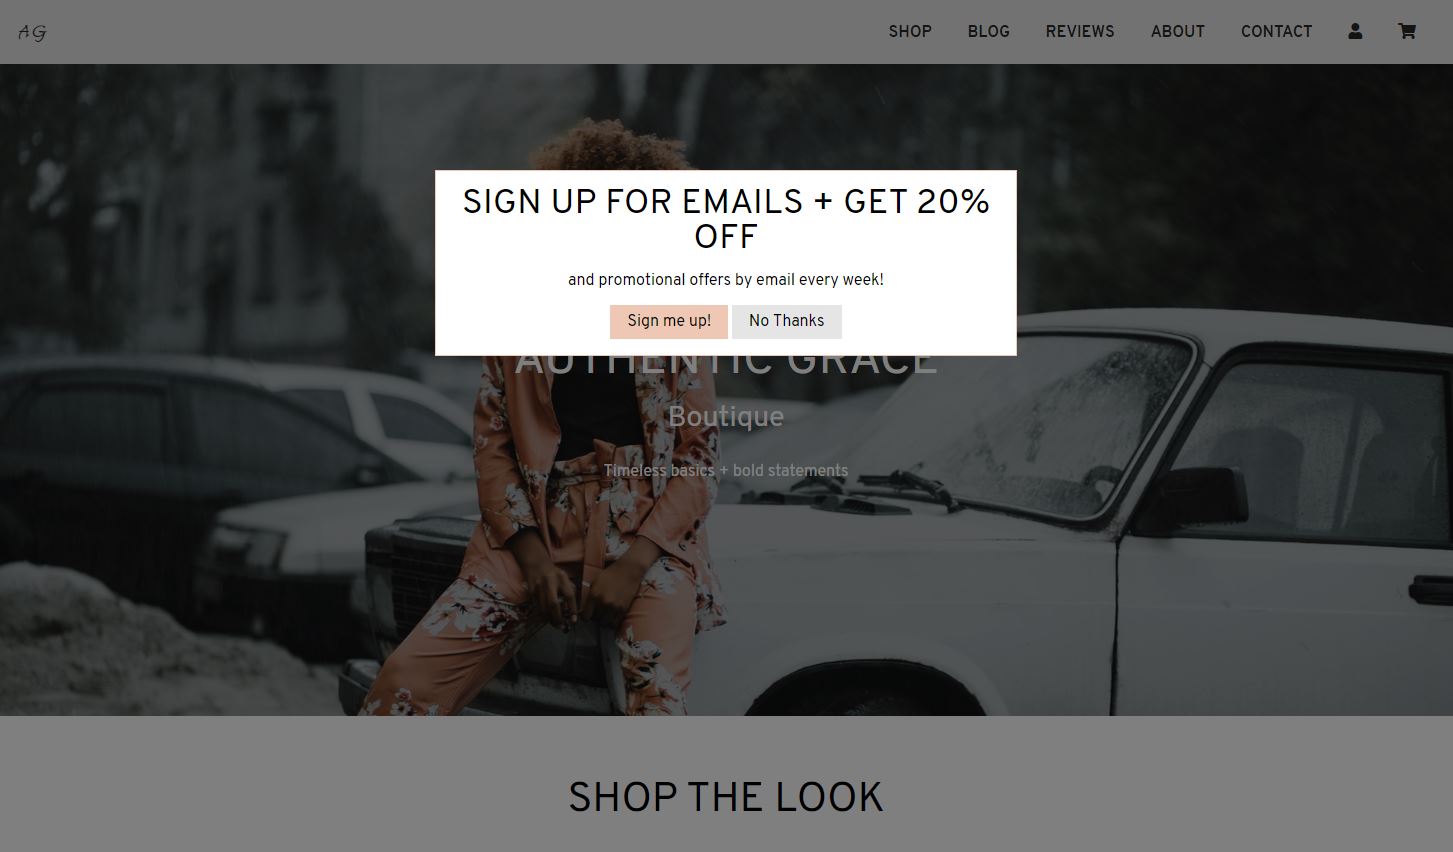 AG
SHOP BLOG REVIEWS ABOUT CONTACT
SIGN UP FOR EMAILS + GET 20%
OFF
and promotional offers by email every week!
Sign me up! No Thanks
AUTHENTIC GRACE
Boutique
Timeless basics + bold statements
SHOP THE LOOK